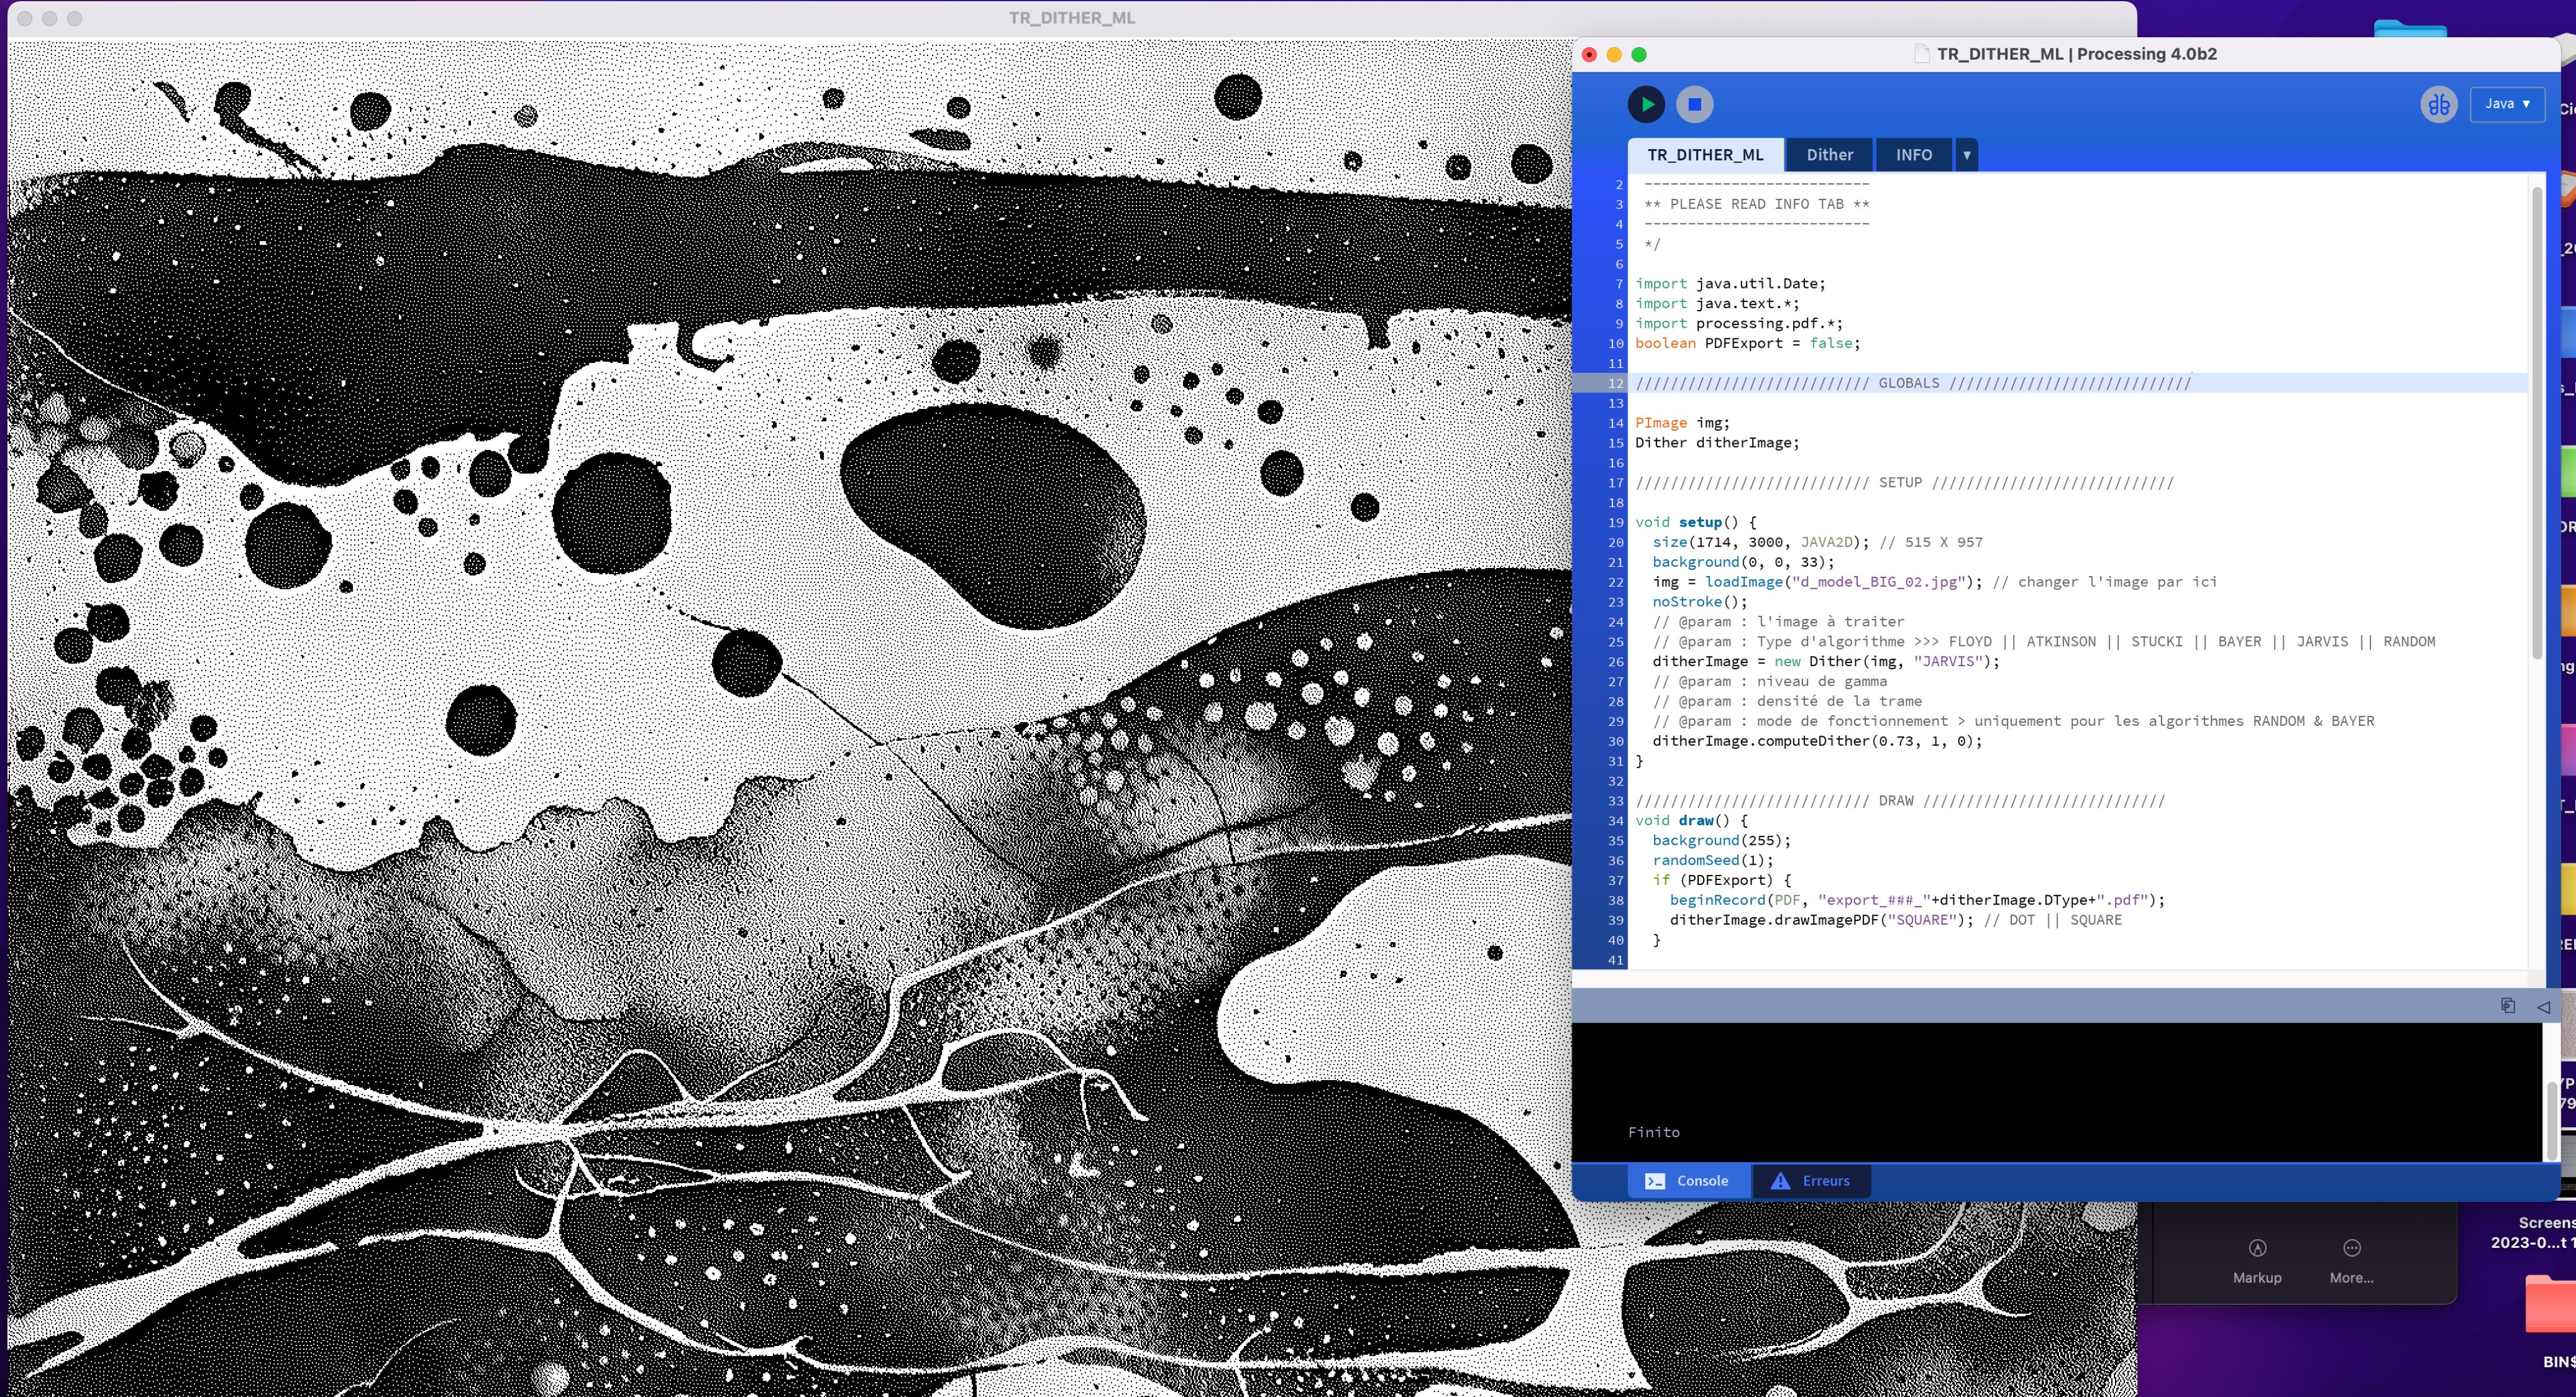 TR_DITHER_ML
TR_DITHER_ML | Processing 4.0b2
Java ▼
TR_DITHER_ML Dither INFO ▼
2 --------------------------
3 ** PLEASE READ INFO TAB **
4 --------------------------
5 */
6
7 import java.util.Date;
8 import java.text.*;
9 import processing.pdf.*;
10 boolean PDFExport = false;
11
12 /////////////////////////// GLOBALS ////////////////////////////
13
14 PImage img;
15 Dither ditherImage;
16
17 /////////////////////////// SETUP ////////////////////////////
18
19 void setup() {
20 size(1714, 3000, JAVA2D); // 515 X 957
21 background(0, 0, 33);
22 img = loadImage("d_model_BIG_02.jpg"); // changer l'image par ici
23 noStroke();
24 // @param : l'image à traiter
25 // @param : Type d'algorithme >>> FLOYD || ATKINSON || STUCKI || BAYER || JARVIS || RANDOM
26 ditherImage = new Dither(img, "JARVIS");
27 // @param : niveau de gamma
28 // @param : densité de la trame
29 // @param : mode de fonctionnement > uniquement pour les algorithmes RANDOM & BAYER
30 ditherImage.computeDither(0.73, 1, 0);
31 }
32
33 /////////////////////////// DRAW ////////////////////////////
34 void draw() {
35 background(255);
36 randomSeed(1);
37 if (PDFExport) {
38 beginRecord(PDF, "export_###_"+ditherImage.DType+".pdf");
39 ditherImage.drawImagePDF("SQUARE"); // DOT || SQUARE
40 }
41
Finito
Console Erreurs
Markup More...
Screens
2023-0...t 1
BIN$